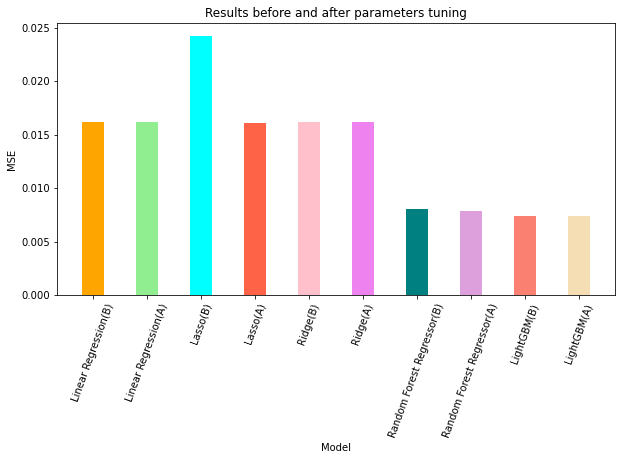 Results before and after parameters tuning
MSE
0.025
0.020
0.015
0.010
0.005
0.000
Linear Regression(B)
Linear Regression(A)
Lasso(B)
Lasso(A)
Ridge(B)
Ridge(A)
Random Forest Regressor(B)
Random Forest Regressor(A)
LightGBM(B)
LightGBM(A)
Model